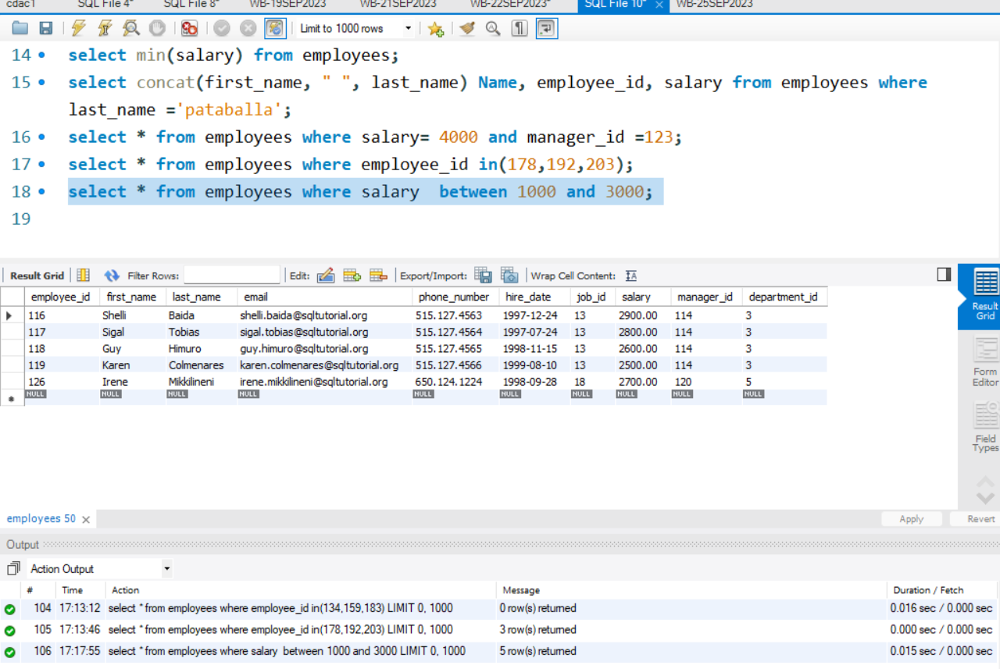 cdac1 SQL File 4* SQL File 8* WB-19SEP2023 WB-21SEP2023 WB-22SEP2023* SQL File 10* WB-25SEP2023
Limit to 1000 rows
14 select min(salary) from employees;
15 select concat(first_name, " ", last_name) Name, employee_id, salary from employees where
last_name ='pataballa';
16 select * from employees where salary= 4000 and manager_id =123;
17 select * from employees where employee_id in(178,192,203);
18 select * from employees where salary  between 1000 and 3000;
19
Result Grid Filter Rows: Edit: Export/Import: Wrap Cell Content:
employee_id first_name last_name email phone_number hire_date job_id salary manager_id department_id
116 Shelli Baida shelli.baida@sqltutorial.org 515.127.4563 1997-12-24 13 2900.00 114 3
117 Sigal Tobias sigal.tobias@sqltutorial.org 515.127.4564 1997-07-24 13 2800.00 114 3
118 Guy Himuro guy.himuro@sqltutorial.org 515.127.4565 1998-11-15 13 2600.00 114 3
119 Karen Colmenares karen.colmenares@sqltutorial.org 515.127.4566 1999-08-10 13 2500.00 114 3
126 Irene Mikkilineni irene.mikkilineni@sqltutorial.org 650.124.1224 1998-09-28 18 2700.00 120 5
NULL NULL NULL NULL NULL NULL NULL NULL NULL NULL
Result
Grid
Form
Editor
Field
Types
employees 50
Apply Revert
Output
Action Output
# Time Action Message Duration / Fetch
104 17:13:12 select * from employees where employee_id in(134,159,183) LIMIT 0, 1000 0 row(s) returned 0.016 sec / 0.000 sec
105 17:13:46 select * from employees where employee_id in(178,192,203) LIMIT 0, 1000 3 row(s) returned 0.000 sec / 0.000 sec
106 17:17:55 select * from employees where salary  between 1000 and 3000 LIMIT 0, 1000 5 row(s) returned 0.015 sec / 0.000 sec